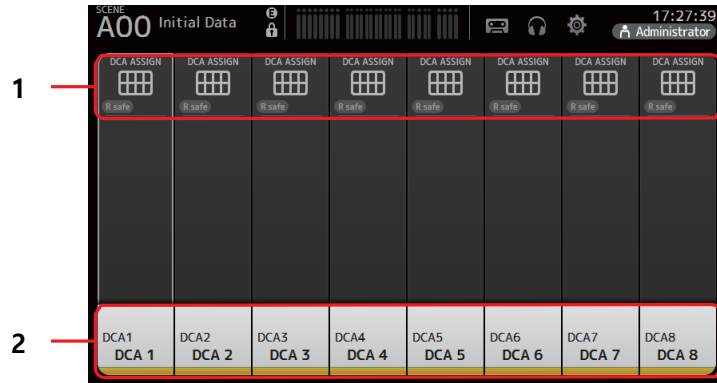 SCENE
A00 Initial Data
E
17:27:39
Administrator
1
DCA ASSIGN DCA ASSIGN DCA ASSIGN DCA ASSIGN DCA ASSIGN DCA ASSIGN DCA ASSIGN DCA ASSIGN
R safe R safe R safe R safe R safe R safe R safe R safe
2
DCA1 DCA2 DCA3 DCA4 DCA5 DCA6 DCA7 DCA8
DCA 1 DCA 2 DCA 3 DCA 4 DCA 5 DCA 6 DCA 7 DCA 8